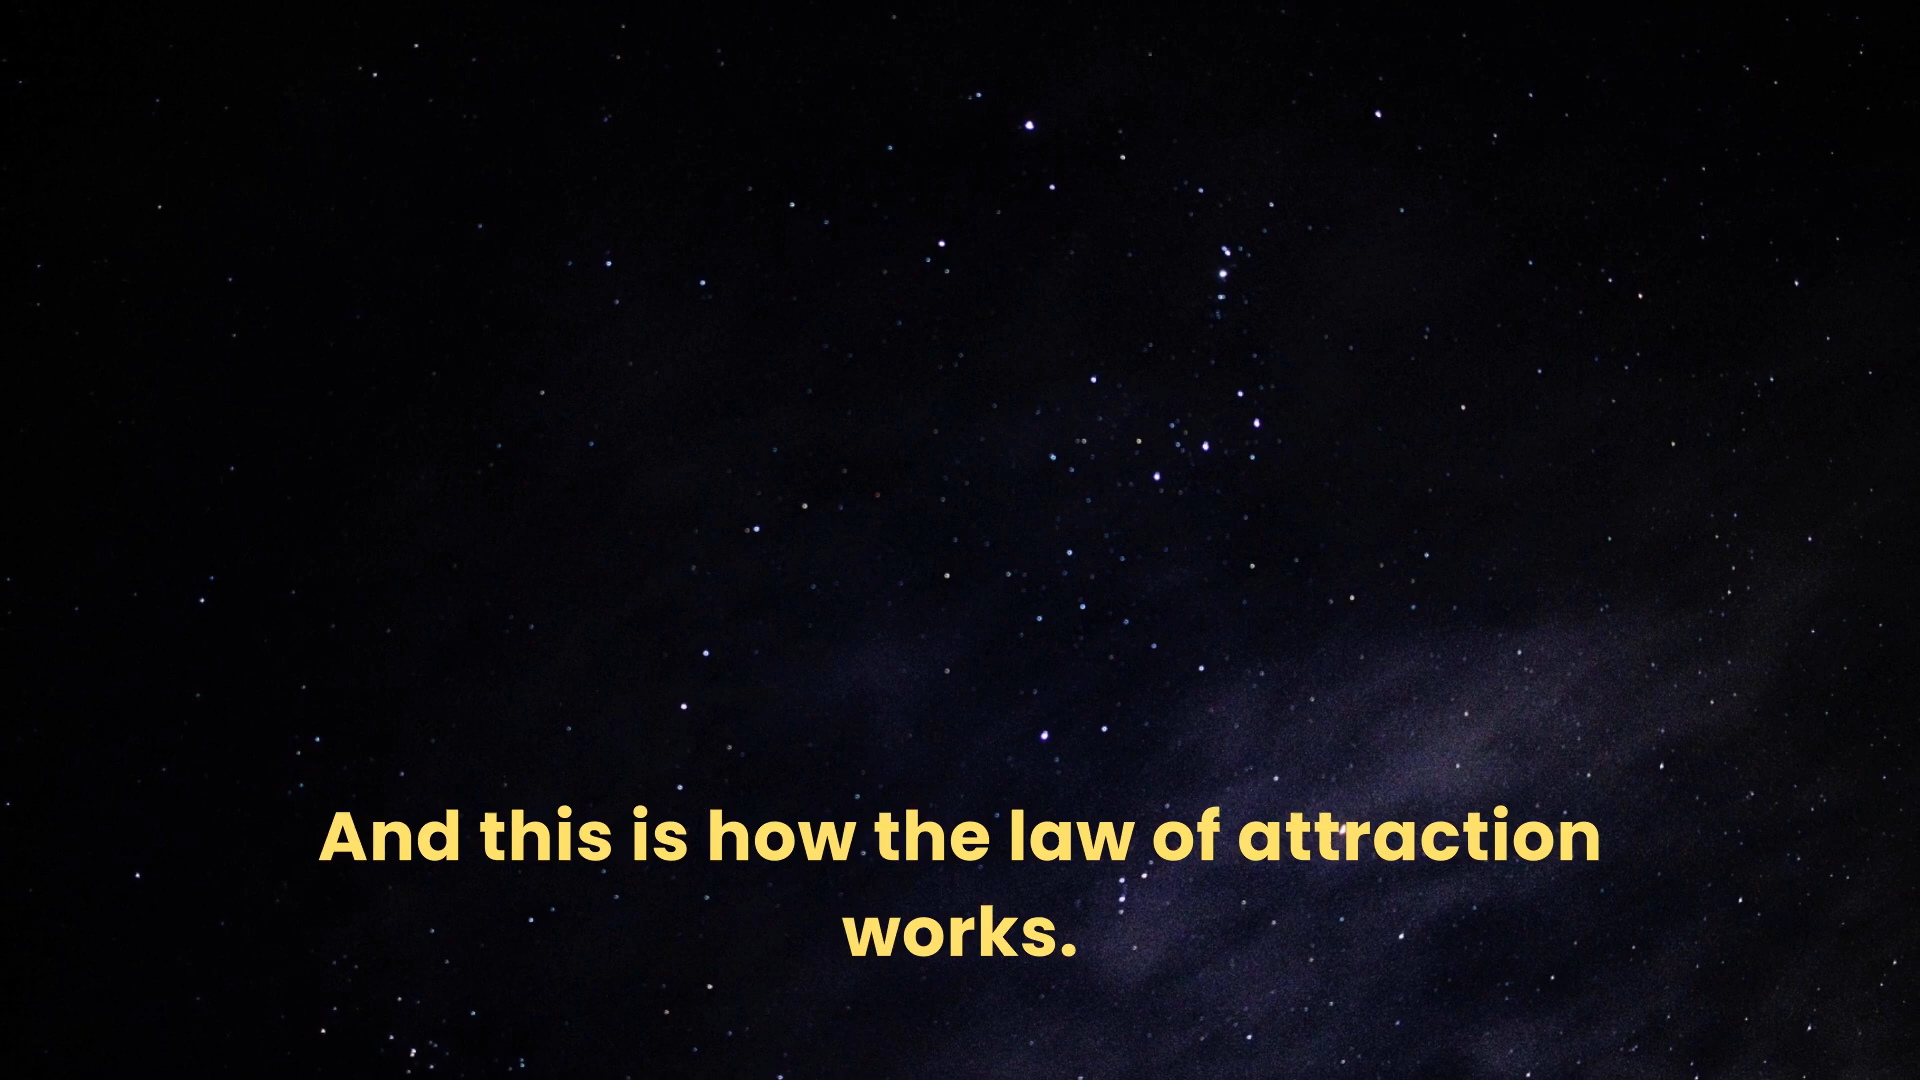 And this is how the law of attraction
works.